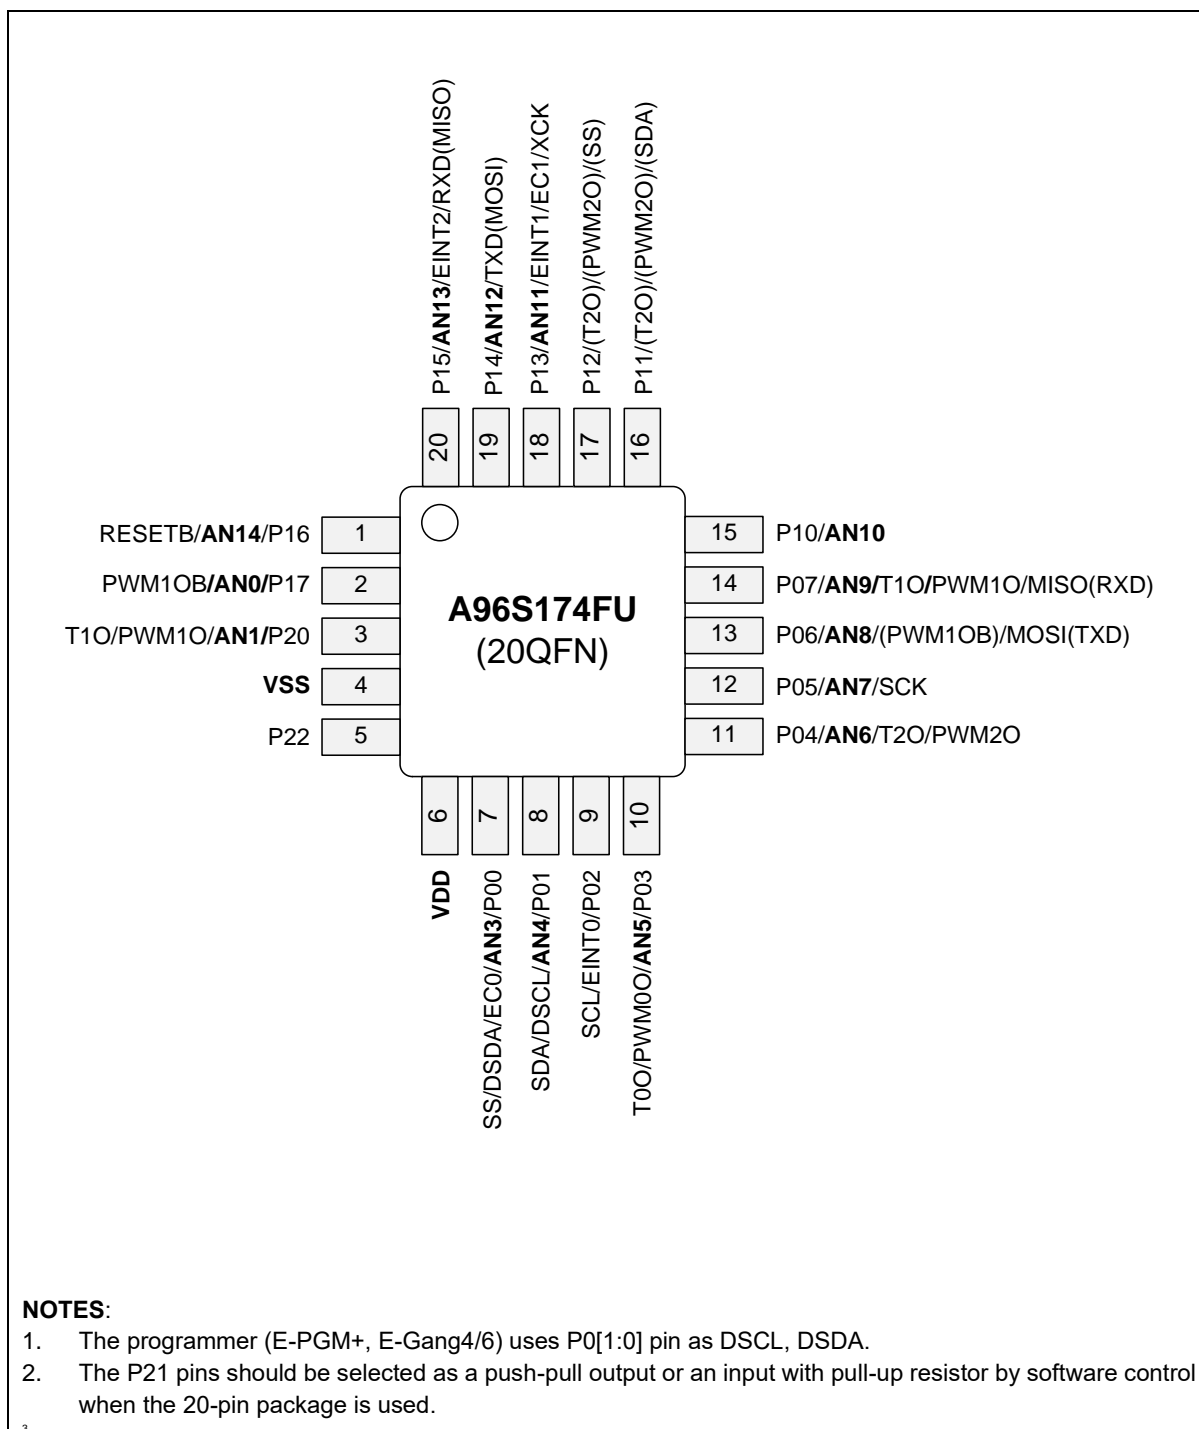 P15/AN13/EINT2/RXD(MISO)
P14/AN12/TXD(MOSI)
P13/AN11/EINT1/EC1/XCK
P12/(T2O)/(PWM2O)/(SS)
P11/(T2O)/(PWM2O)/(SDA)
20
19
18
17
16
RESETB/AN14/P16 1
PWM1OB/AN0/P17 2
T1O/PWM1O/AN1/P20 3
VSS 4
P22 5
A96S174FU
(20QFN)
15 P10/AN10
14 P07/AN9/T1O/PWM1O/MISO(RXD)
13 P06/AN8/(PWM1OB)/MOSI(TXD)
12 P05/AN7/SCK
11 P04/AN6/T2O/PWM2O
6
7
8
9
10
VDD
SS/DSDA/EC0/AN3/P00
SDA/DSCL/AN4/P01
SCL/EINT0/P02
T0O/PWM0O/AN5/P03
NOTES:
1. The programmer (E-PGM+, E-Gang4/6) uses P0[1:0] pin as DSCL, DSDA.
2. The P21 pins should be selected as a push-pull output or an input with pull-up resistor by software control
when the 20-pin package is used.
3